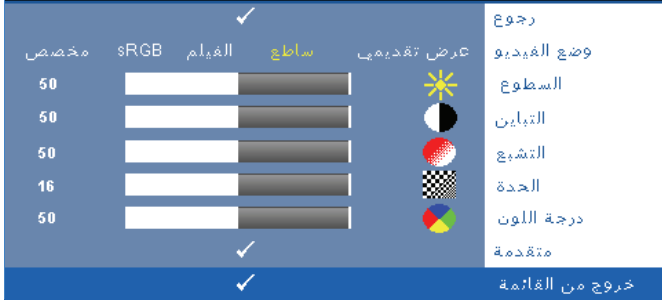 رجوع
وضع الفيديو عرض تقديمي ساطع الفيلم sRGB مخصص
السطوع 50
التباين 50
التشبع 50
الحدة 16
درجة اللون 50
متقدمة
خروج من القائمة